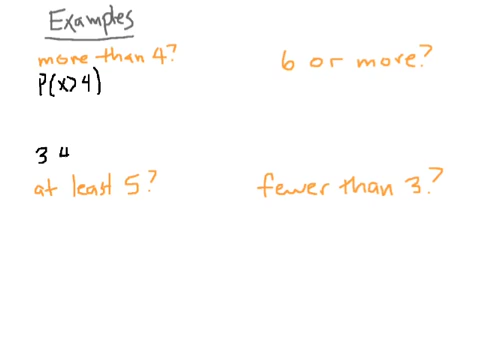 Examples
more than 4?
P(x>4)
6 or more?
3 4
at least 5?
fewer than 3?